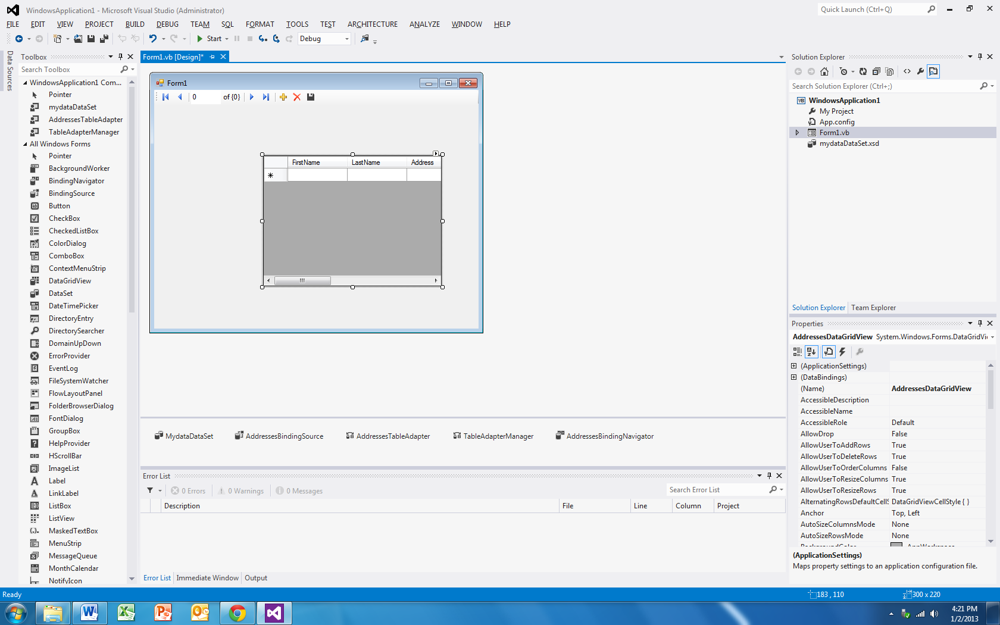 WindowsApplication1 - Microsoft Visual Studio (Administrator)
Quick Launch (Ctrl+Q)
FILE EDIT VIEW PROJECT BUILD DEBUG TEAM SQL FORMAT TOOLS TEST ARCHITECTURE ANALYZE WINDOW HELP
Start Debug
Data Sources
Toolbox
Search Toolbox
WindowsApplication1 Com...
Pointer
mydataDataSet
AddressesTableAdapter
TableAdapterManager
All Windows Forms
Pointer
BackgroundWorker
BindingNavigator
BindingSource
Button
CheckBox
CheckedListBox
ColorDialog
ComboBox
ContextMenuStrip
DataGridView
DataSet
DateTimePicker
DirectoryEntry
DirectorySearcher
DomainUpDown
ErrorProvider
EventLog
FileSystemWatcher
FlowLayoutPanel
FolderBrowserDialog
FontDialog
GroupBox
HelpProvider
HScrollBar
ImageList
Label
LinkLabel
ListBox
ListView
MaskedTextBox
MenuStrip
MessageQueue
MonthCalendar
NotifyIcon
Form1.vb [Design]*
Form1
0 of {0}
FirstName LastName Address
MydataDataSet AddressesBindingSource AddressesTableAdapter TableAdapterManager AddressesBindingNavigator
Error List
0 Errors 0 Warnings 0 Messages
Search Error List
Description File Line Column Project
Error List Immediate Window Output
Solution Explorer
Search Solution Explorer (Ctrl+;)
WindowsApplication1
My Project
App.config
Form1.vb
mydataDataSet.xsd
Solution Explorer Team Explorer
Properties
AddressesDataGridView System.Windows.Forms.DataGridVi
(ApplicationSettings)
(DataBindings)
(Name) AddressesDataGridView
AccessibleDescription
AccessibleName
AccessibleRole Default
AllowDrop False
AllowUserToAddRows True
AllowUserToDeleteRows True
AllowUserToOrderColumns False
AllowUserToResizeColumns True
AllowUserToResizeRows True
AlternatingRowsDefaultCellS DataGridViewCellStyle { }
Anchor Top, Left
AutoSizeColumnsMode None
AutoSizeRowsMode None
BackgroundColor AppWorkspace
(ApplicationSettings)
Maps property settings to an application configuration file.
Ready
183 , 110
300 x 220
4:21 PM
1/2/2013